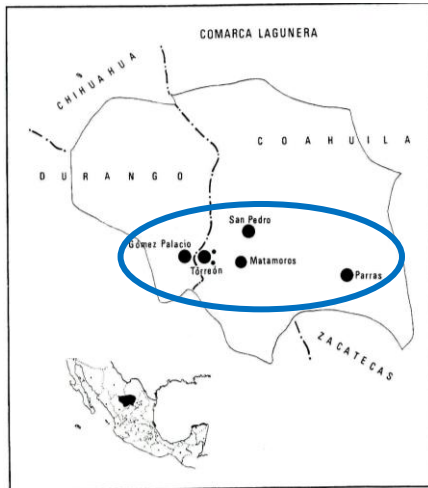 COMARCA LAGUNERA
CHIHUAHUA
COAHUILA
DURANGO
San Pedro
Gómez Palacio
Torreón
Matamoros
Parras
ZACATECAS